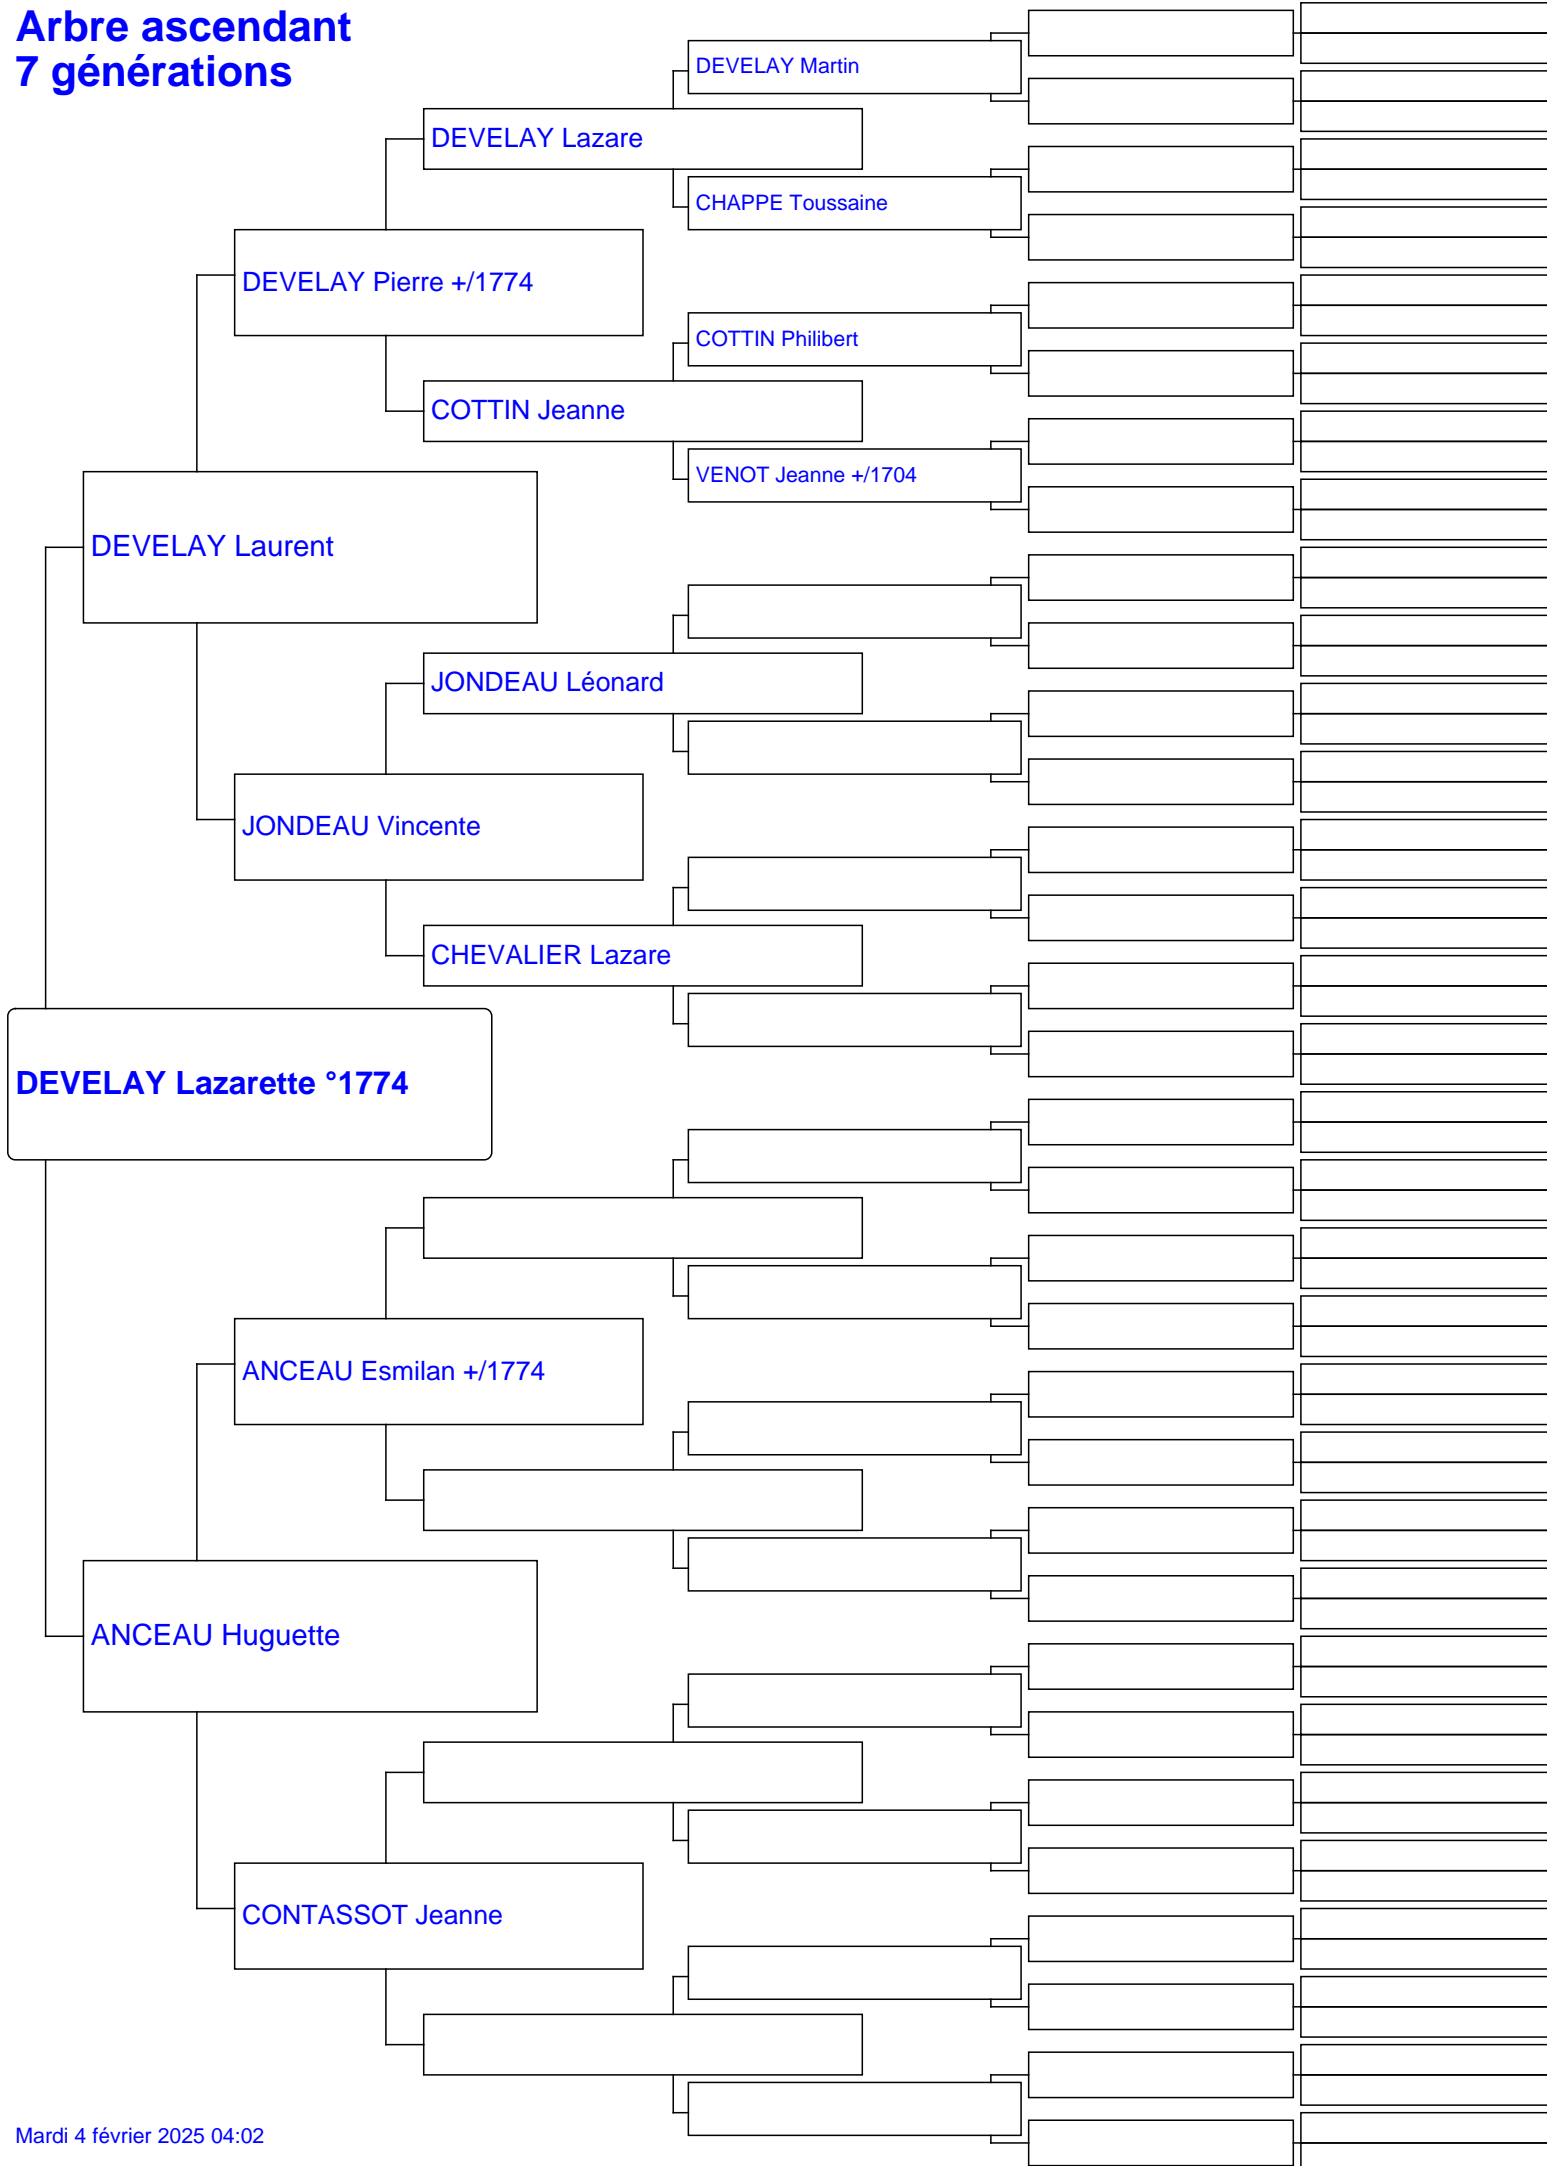 Arbre ascendant
7 générations
DEVELAY Martin
DEVELAY Lazare
CHAPPE Toussaine
DEVELAY Pierre +/1774
COTTIN Philibert
COTTIN Jeanne
VENOT Jeanne +/1704
DEVELAY Laurent
JONDEAU Léonard
JONDEAU Vincente
CHEVALIER Lazare
DEVELAY Lazarette °1774
ANCEAU Esmilan +/1774
ANCEAU Huguette
CONTASSOT Jeanne
Mardi 4 février 2025 04:02